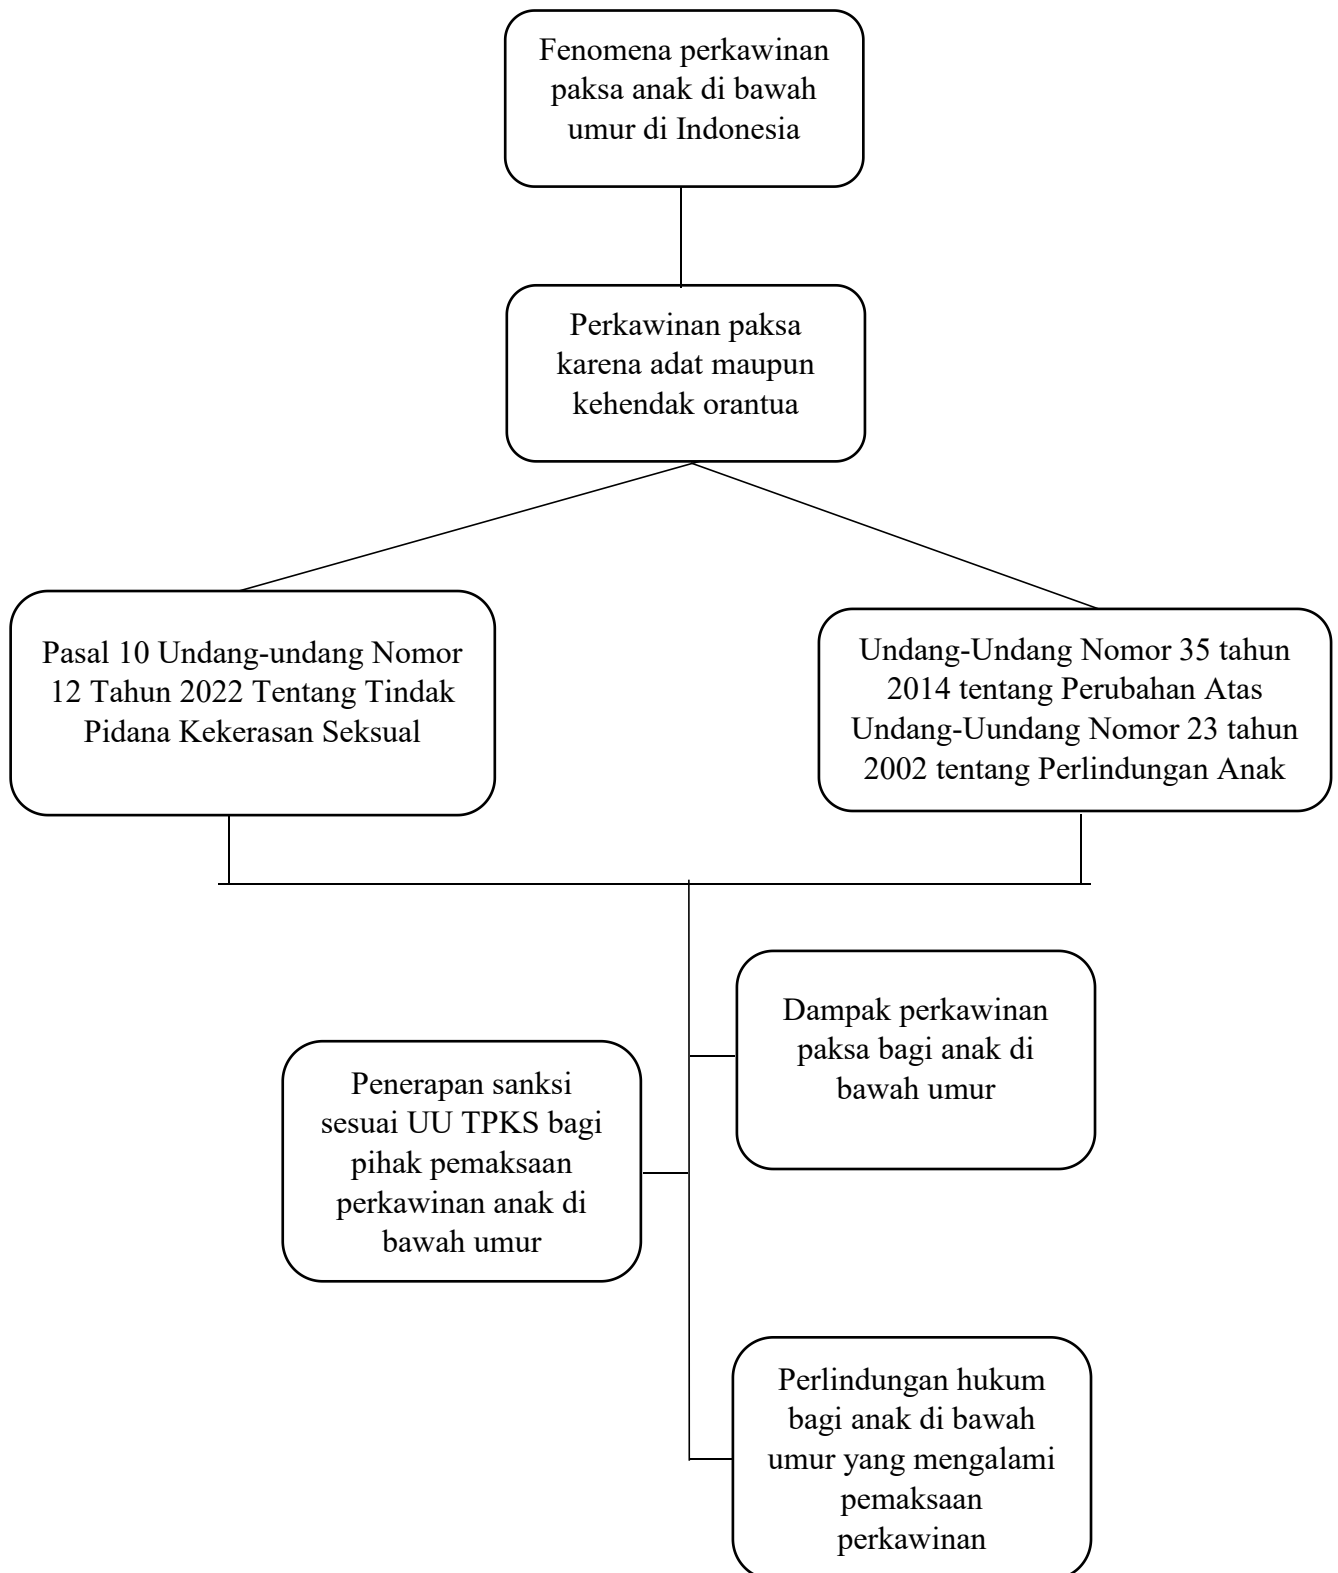 Fenomena perkawinan
paksa anak di bawah
umur di Indonesia
Perkawinan paksa
karena adat maupun
kehendak orantua
Pasal 10 Undang-undang Nomor
12 Tahun 2022 Tentang Tindak
Pidana Kekerasan Seksual
Undang-Undang Nomor 35 tahun
2014 tentang Perubahan Atas
Undang-Uundang Nomor 23 tahun
2002 tentang Perlindungan Anak
Dampak perkawinan
paksa bagi anak di
bawah umur
Penerapan sanksi
sesuai UU TPKS bagi
pihak pemaksaan
perkawinan anak di
bawah umur
Perlindungan hukum
bagi anak di bawah
umur yang mengalami
pemaksaan
perkawinan